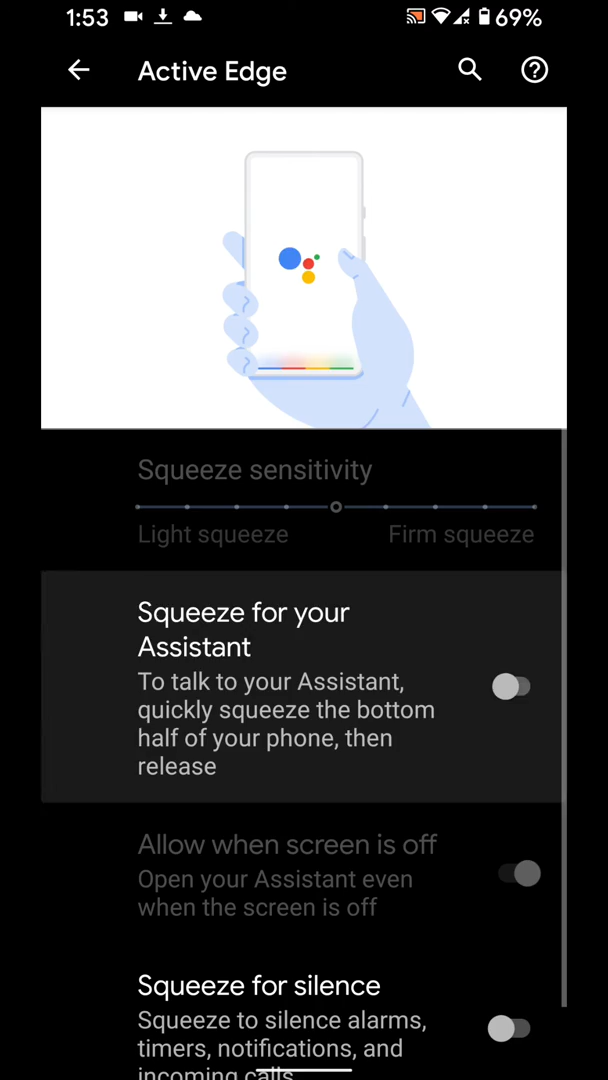 1:53
69%
Active Edge
Squeeze sensitivity
Light squeeze
Firm squeeze
Squeeze for your
Assistant
To talk to your Assistant,
quickly squeeze the bottom
half of your phone, then
release
Allow when screen is off
Open your Assistant even
when the screen is off
Squeeze for silence
Squeeze to silence alarms,
timers, notifications, and
incoming calls